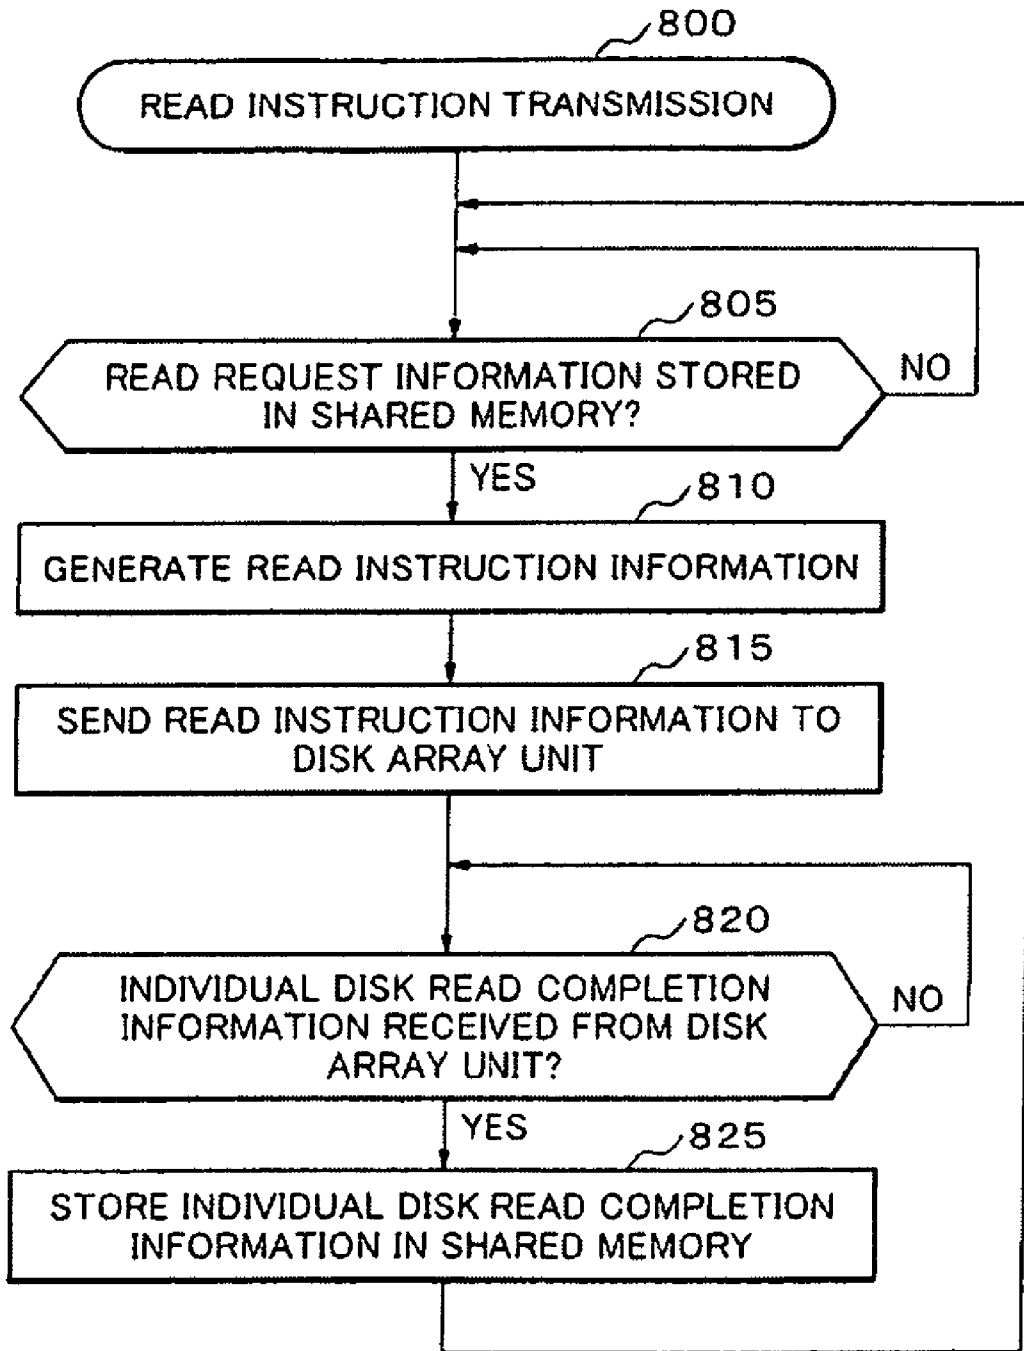 800
READ INSTRUCTION TRANSMISSION
805
READ REQUEST INFORMATION STORED
IN SHARED MEMORY?
NO
YES
810
GENERATE READ INSTRUCTION INFORMATION
815
SEND READ INSTRUCTION INFORMATION TO
DISK ARRAY UNIT
820
INDIVIDUAL DISK READ COMPLETION
INFORMATION RECEIVED FROM DISK
ARRAY UNIT?
NO
YES
825
STORE INDIVIDUAL DISK READ COMPLETION
INFORMATION IN SHARED MEMORY